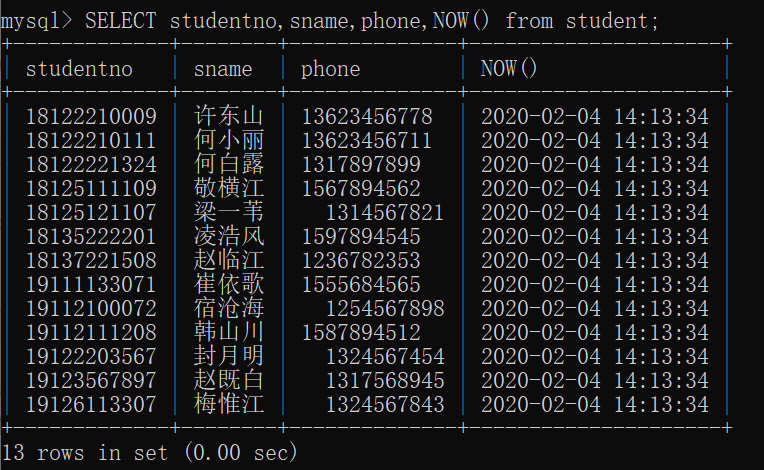 mysql> SELECT studentno,sname,phone,NOW() from student;
studentno | sname | phone | NOW()
18122210009 | 许东山 | 13623456778 | 2020-02-04 14:13:34
18122210111 | 何小丽 | 13623456711 | 2020-02-04 14:13:34
18122221324 | 何白露 | 1317897899 | 2020-02-04 14:13:34
18125111109 | 敬横江 | 1567894562 | 2020-02-04 14:13:34
18125121107 | 梁一苇 | 1314567821 | 2020-02-04 14:13:34
18135222201 | 凌浩风 | 1597894545 | 2020-02-04 14:13:34
18137221508 | 赵临江 | 1236782353 | 2020-02-04 14:13:34
19111133071 | 崔依歌 | 1555684565 | 2020-02-04 14:13:34
19112100072 | 宿沧海 | 1254567898 | 2020-02-04 14:13:34
19112111208 | 韩山川 | 1587894512 | 2020-02-04 14:13:34
19122203567 | 封月明 | 1324567454 | 2020-02-04 14:13:34
19123567897 | 赵既白 | 1317568945 | 2020-02-04 14:13:34
19126113307 | 梅惟江 | 1324567843 | 2020-02-04 14:13:34
13 rows in set (0.00 sec)